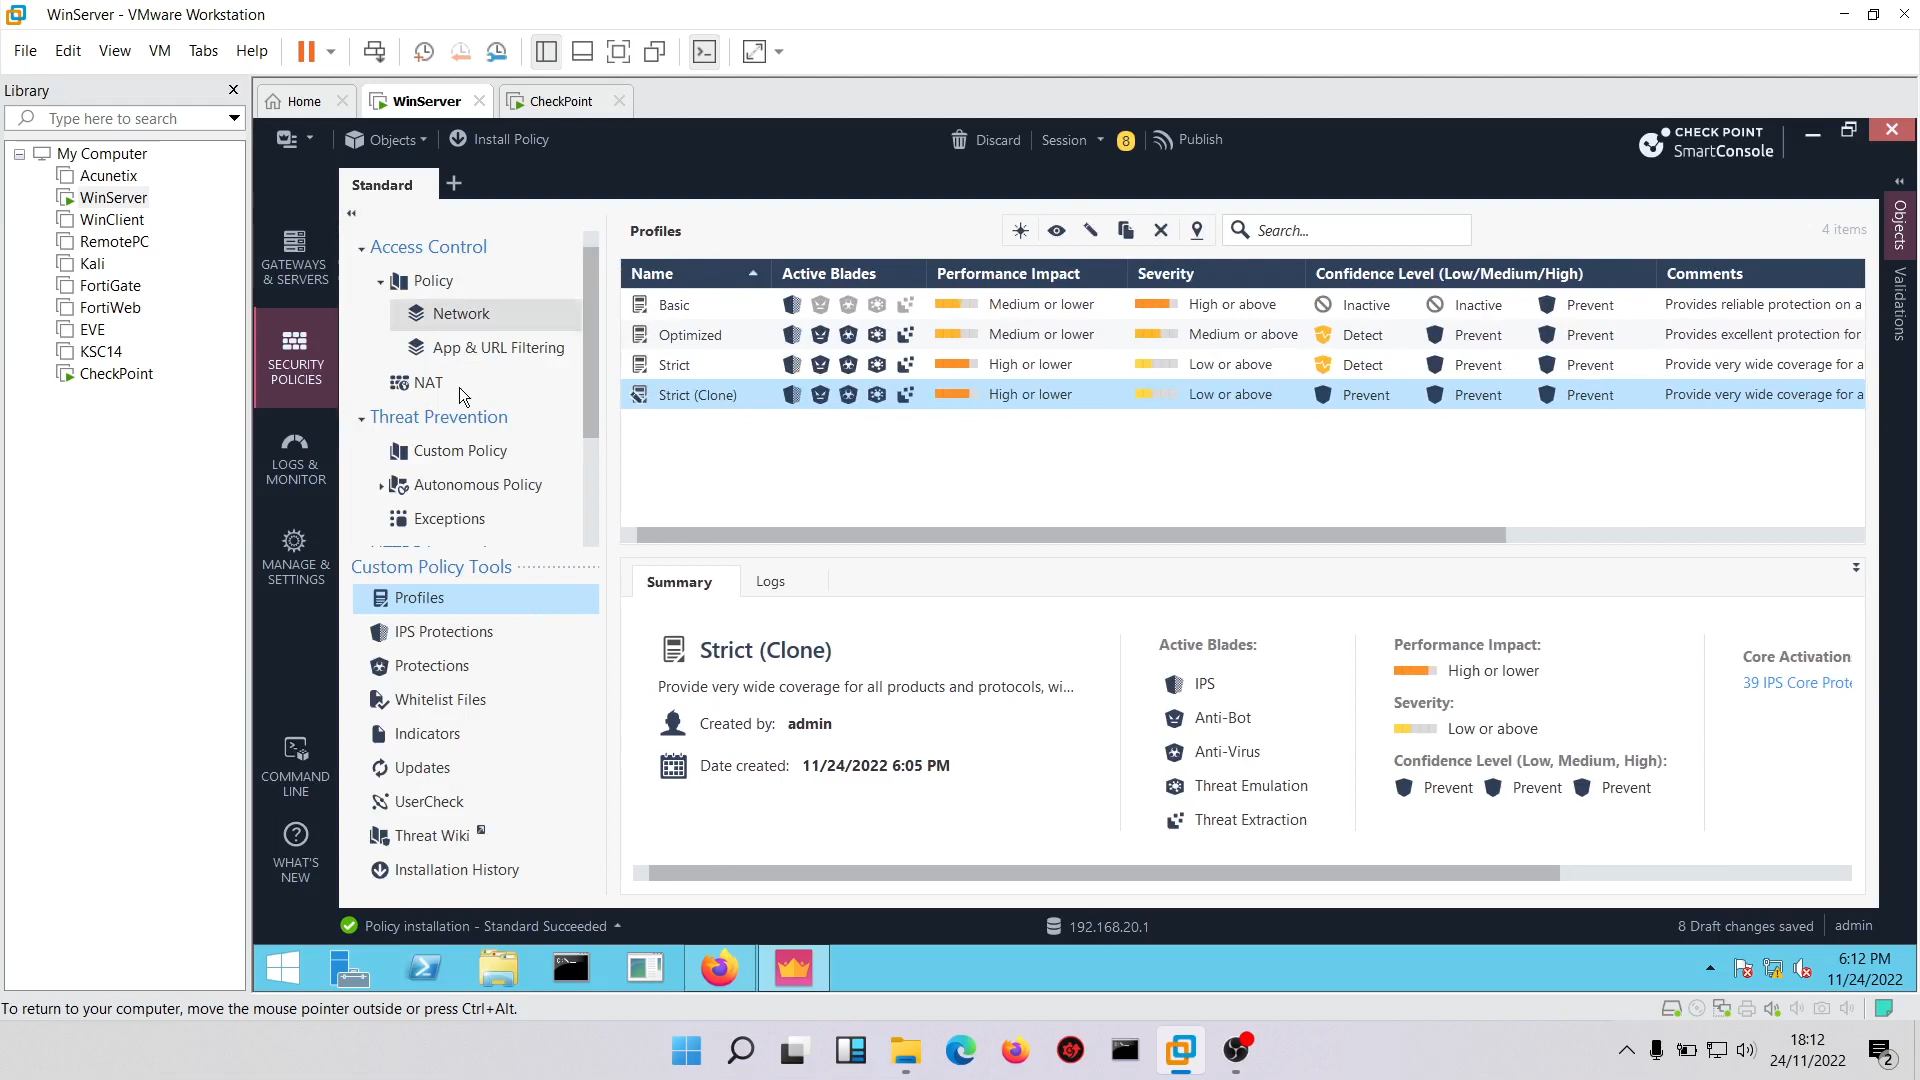 WinServer - VMware Workstation
File Edit View VM Tabs Help
Library
Type here to search
My Computer
Acunetix
WinServer
WinClient
RemotePC
Kali
FortiGate
FortiWeb
EVE
KSC14
CheckPoint
Home WinServer CheckPoint
Objects Install Policy Discard Session 8 Publish
CHECK POINT
SmartConsole
GATEWAYS
& SERVERS
SECURITY
POLICIES
LOGS &
MONITOR
MANAGE &
SETTINGS
COMMAND
LINE
WHAT'S
NEW
Standard
Access Control
Policy
Network
App & URL Filtering
NAT
Threat Prevention
Custom Policy
Autonomous Policy
Exceptions
Custom Policy Tools
Profiles
IPS Protections
Protections
Whitelist Files
Indicators
Updates
UserCheck
Threat Wiki
Installation History
Profiles Search... 4 items
Name Active Blades Performance Impact Severity Confidence Level (Low/Medium/High) Comments
Basic Medium or lower High or above Inactive Inactive Prevent Provides reliable protection on a
Optimized Medium or lower Medium or above Detect Prevent Prevent Provides excellent protection for
Strict High or lower Low or above Detect Prevent Prevent Provide very wide coverage for a
Strict (Clone) High or lower Low or above Prevent Prevent Prevent Provide very wide coverage for a
Summary Logs
Strict (Clone)
Provide very wide coverage for all products and protocols, wi...
Created by: admin
Date created: 11/24/2022 6:05 PM
Active Blades:
IPS
Anti-Bot
Anti-Virus
Threat Emulation
Threat Extraction
Performance Impact:
High or lower
Severity:
Low or above
Confidence Level (Low, Medium, High):
Prevent Prevent Prevent
Core Activation
39 IPS Core Prote
Objects
Validations
Policy installation - Standard Succeeded 192.168.20.1 8 Draft changes saved admin
6:12 PM
11/24/2022
To return to your computer, move the mouse pointer outside or press Ctrl+Alt.
18:12
24/11/2022
2